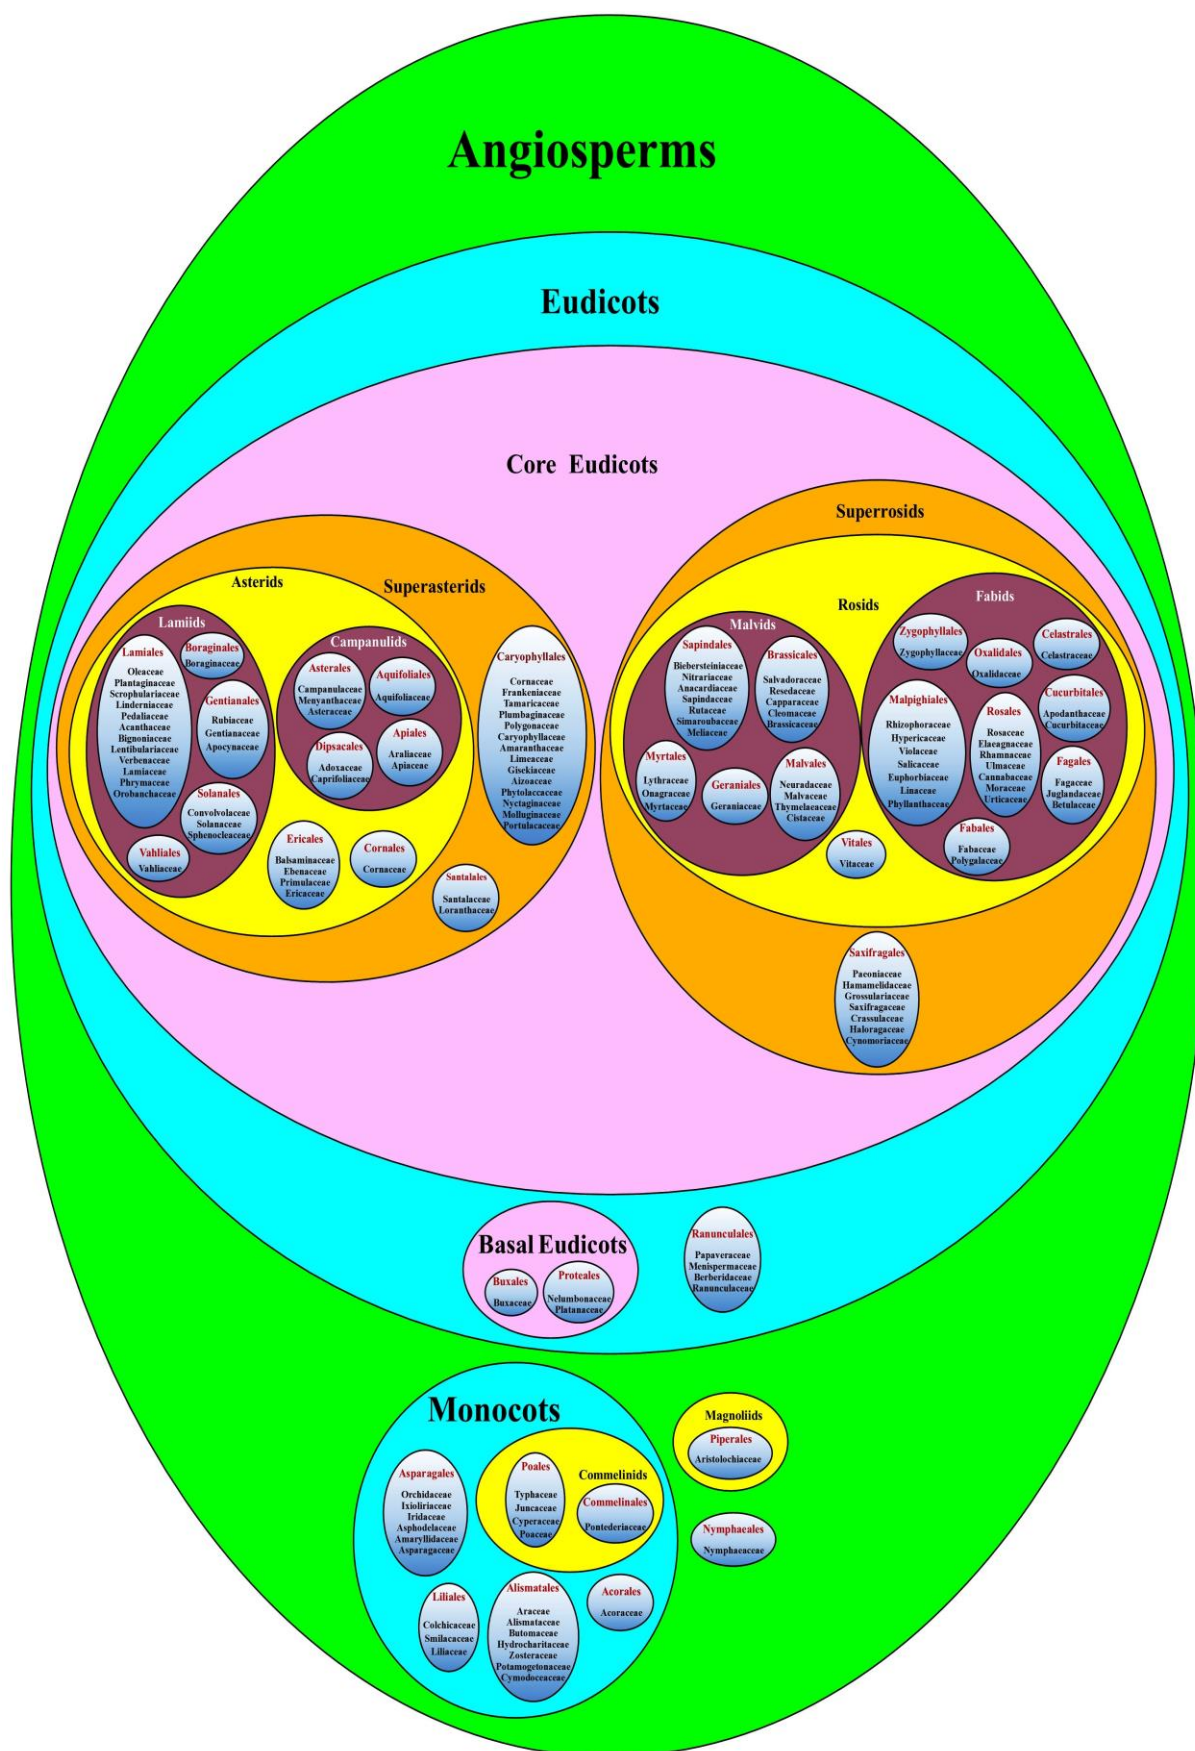 Angiosperms
Eudicots
Core Eudicots
Superasterids
Asterids
Lamiids
Lamiales
Oleaceae
Plantaginaceae
Scrophulariaceae
Linderniaceae
Pedaliaceae
Acanthaceae
Bignoniaceae
Lentibulariaceae
Verbenaceae
Lamiaceae
Phrymaceae
Orobanchaceae
Boraginales
Boraginaceae
Gentianales
Rubiaceae
Gentianaceae
Apocynaceae
Solanales
Convolvolaceae
Solanaceae
Sphenocleaceae
Vahliales
Vahliaceae
Campanulids
Asterales
Campanulaceae
Menyanthaceae
Asteraceae
Aquifoliales
Aquifoliaceae
Dipsacales
Adoxaceae
Caprifoliaceae
Apiales
Araliaceae
Apiaceae
Ericales
Balsaminaceae
Ebenaceae
Primulaceae
Ericaceae
Cornales
Cornaceae
Caryophyllales
Cornaceae
Frankeniaceae
Tamaricaceae
Plumbaginaceae
Polygonaceae
Caryophyllaceae
Amaranthaceae
Limeaceae
Gisekiaceae
Aizoaceae
Phytolaccaceae
Nyctaginaceae
Molluginaceae
Portulacaceae
Santalales
Santalaceae
Loranthaceae
Superrosids
Rosids
Malvids
Sapindales
Biebersteiniaceae
Nitrariaceae
Anacardiaceae
Sapindaceae
Rutaceae
Simaroubaceae
Meliaceae
Brassicales
Salvadoraceae
Resedaceae
Capparaceae
Cleomaceae
Brassicaceae
Myrtales
Lythraceae
Onagraceae
Myrtaceae
Geraniales
Geraniaceae
Malvales
Neuradaceae
Malvaceae
Thymelaeaceae
Cistaceae
Vitales
Vitaceae
Fabids
Zygophyllales
Zygophyllaceae
Oxalidales
Oxalidaceae
Celastrales
Celastraceae
Malpighiales
Rhizophoraceae
Hypericaceae
Violaceae
Salicaceae
Euphorbiaceae
Linaceae
Phyllanthaceae
Rosales
Rosaceae
Elaeagnaceae
Rhamnaceae
Ulmaceae
Cannabaceae
Moraceae
Urticaceae
Cucurbitales
Apodanthaceae
Cucurbitaceae
Fagales
Fagaceae
Juglandaceae
Betulaceae
Fabales
Fabaceae
Polygalaceae
Saxifragales
Paeoniaceae
Hamamelidaceae
Grossulariaceae
Saxifragaceae
Crassulaceae
Haloragaceae
Cynomoriaceae
Basal Eudicots
Buxales
Buxaceae
Proteales
Nelumbonaceae
Platanaceae
Ranunculales
Papaveraceae
Menispermaceae
Berberidaceae
Ranunculaceae
Monocots
Asparagales
Orchidaceae
Ixioliriaceae
Iridaceae
Asphodelaceae
Amaryllidaceae
Asparagaceae
Commelinids
Poales
Typhaceae
Juncaceae
Cyperaceae
Poaceae
Commelinales
Pontederiaceae
Liliales
Colchicaceae
Smilacaceae
Liliaceae
Alismatales
Araceae
Alismataceae
Butomaceae
Hydrocharitaceae
Zosteraceae
Potamogetonaceae
Cymodoceaceae
Acorales
Acoraceae
Magnoliids
Piperales
Aristolochiaceae
Nymphaeales
Nymphaeaceae